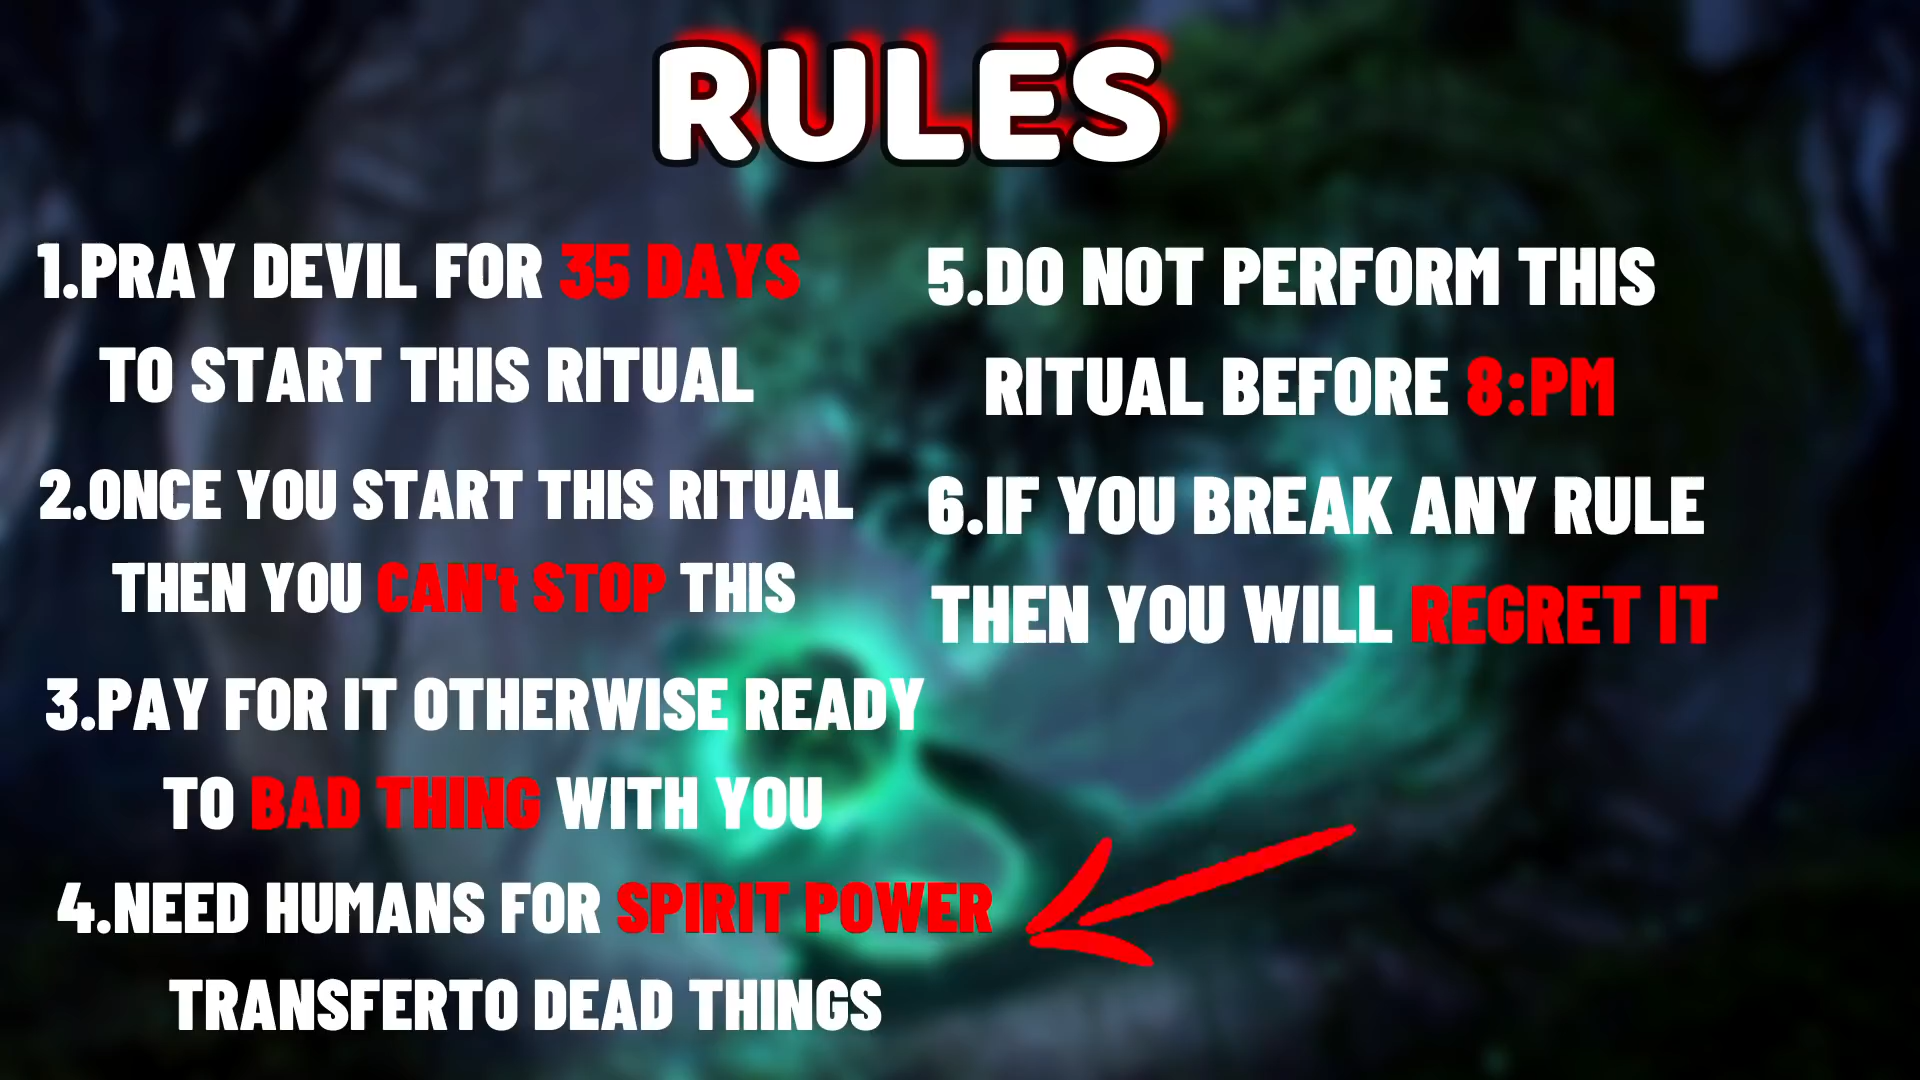 RULES
1.PRAY DEVIL FOR 35 DAYS
TO START THIS RITUAL
2.ONCE YOU START THIS RITUAL
THEN YOU CAN't STOP THIS
3.PAY FOR IT OTHERWISE READY
TO BAD THING WITH YOU
4.NEED HUMANS FOR SPIRIT POWER
TRANSFERTO DEAD THINGS
5.DO NOT PERFORM THIS
RITUAL BEFORE 8:PM
6.IF YOU BREAK ANY RULE
THEN YOU WILL REGRET IT